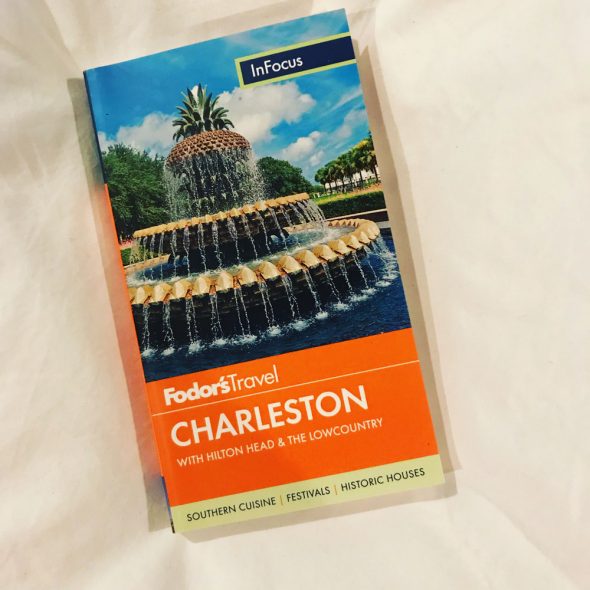 InFocus
Fodor'sTravel
CHARLESTON
WITH HILTON HEAD & THE LOWCOUNTRY
SOUTHERN CUISINE | FESTIVALS | HISTORIC HOUSES